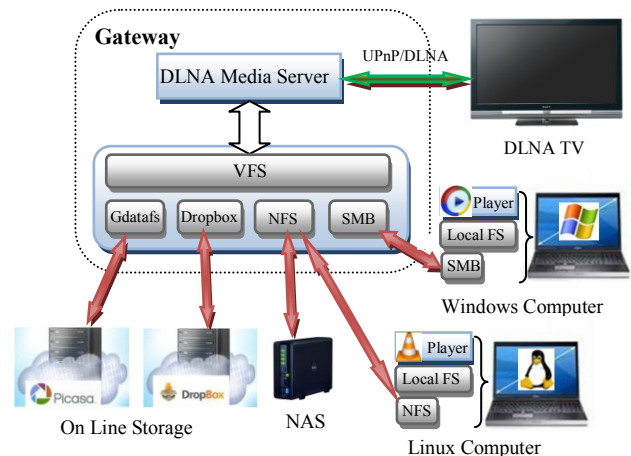 Gateway
DLNA Media Server
UPnP/DLNA
DLNA TV
VFS
Gdatafs
Dropbox
NFS
SMB
Player
Local FS
SMB
Windows Computer
Picasa
DropBox
On Line Storage
NAS
Player
Local FS
NFS
Linux Computer